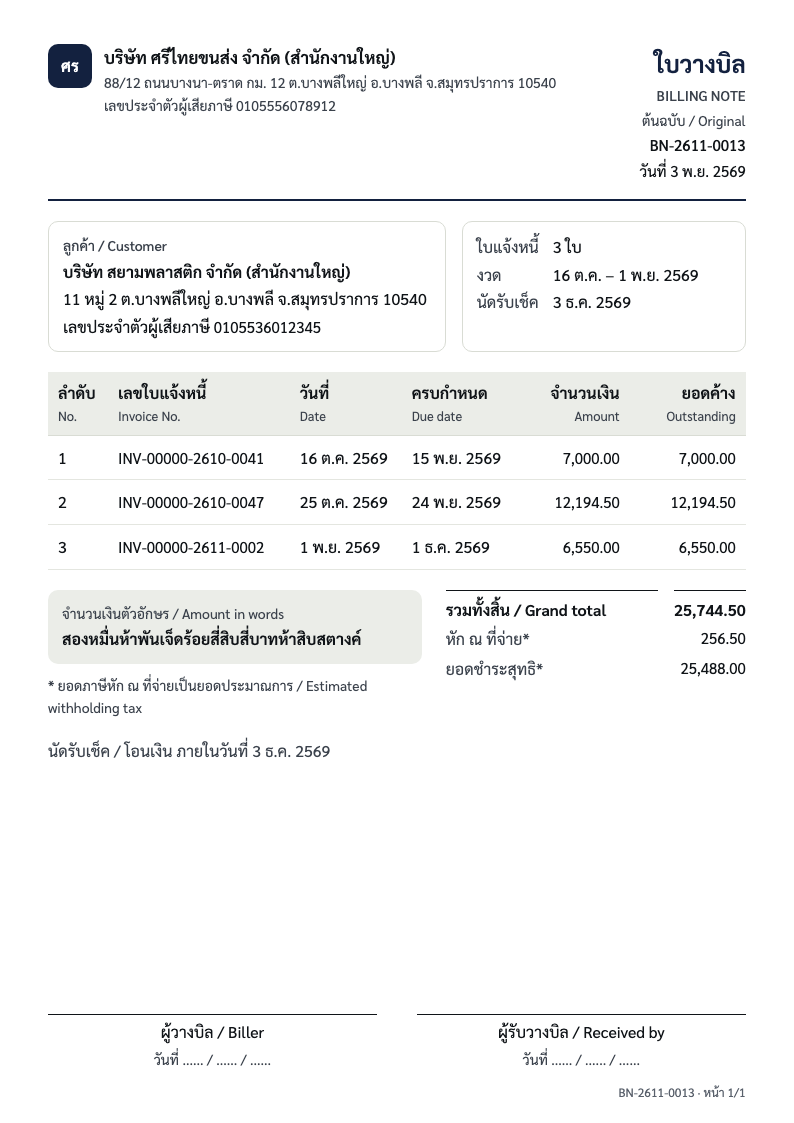 ศร
บริษัท ศรีไทยขนส่ง จำกัด (สำนักงานใหญ่)
88/12 ถนนบางนา-ตราด กม. 12 ต.บางพลีใหญ่ อ.บางพลี จ.สมุทรปราการ 10540
เลขประจำตัวผู้เสียภาษี 0105556078912
ใบวางบิล
BILLING NOTE
ต้นฉบับ / Original
BN-2611-0013
วันที่ 3 พ.ย. 2569
ลูกค้า / Customer
บริษัท สยามพลาสติก จำกัด (สำนักงานใหญ่)
11 หมู่ 2 ต.บางพลีใหญ่ อ.บางพลี จ.สมุทรปราการ 10540
เลขประจำตัวผู้เสียภาษี 0105536012345
ใบแจ้งหนี้ 3 ใบ
งวด 16 ต.ค. – 1 พ.ย. 2569
นัดรับเช็ค 3 ธ.ค. 2569
ลำดับ เลขใบแจ้งหนี้ วันที่ ครบกำหนด จำนวนเงิน ยอดค้าง
No. Invoice No. Date Due date Amount Outstanding
1 INV-00000-2610-0041 16 ต.ค. 2569 15 พ.ย. 2569 7,000.00 7,000.00
2 INV-00000-2610-0047 25 ต.ค. 2569 24 พ.ย. 2569 12,194.50 12,194.50
3 INV-00000-2611-0002 1 พ.ย. 2569 1 ธ.ค. 2569 6,550.00 6,550.00
จำนวนเงินตัวอักษร / Amount in words
สองหมื่นห้าพันเจ็ดร้อยสี่สิบสี่บาทห้าสิบสตางค์
รวมทั้งสิ้น / Grand total 25,744.50
หัก ณ ที่จ่าย* 256.50
ยอดชำระสุทธิ* 25,488.00
* ยอดภาษีหัก ณ ที่จ่ายเป็นยอดประมาณการ / Estimated
withholding tax
นัดรับเช็ค / โอนเงิน ภายในวันที่ 3 ธ.ค. 2569
ผู้วางบิล / Biller
วันที่ ...... / ...... / ......
ผู้รับวางบิล / Received by
วันที่ ...... / ...... / ......
BN-2611-0013 · หน้า 1/1